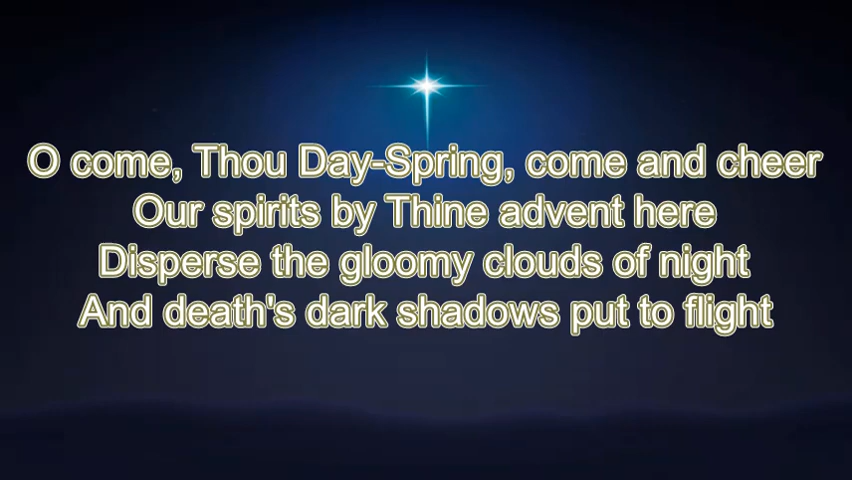 O come, Thou Day-Spring, come and cheer
Our spirits by Thine advent here
Disperse the gloomy clouds of night
And death's dark shadows put to flight